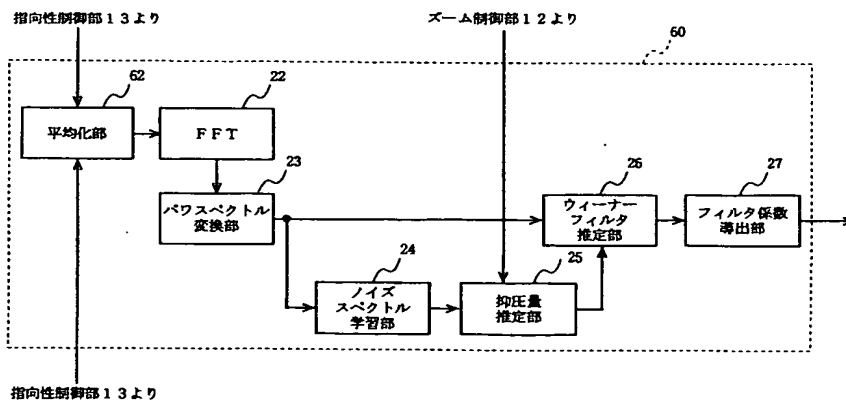 指向性制御部13より
ズーム制御部12より
60
62
平均化部
22
FFT
23
パワスペクトル
変換部
26
ウィーナー
フィルタ
推定部
27
フィルタ係数
導出部
24
ノイズ
スペクトル
学習部
25
抑圧量
推定部
指向性制御部13より